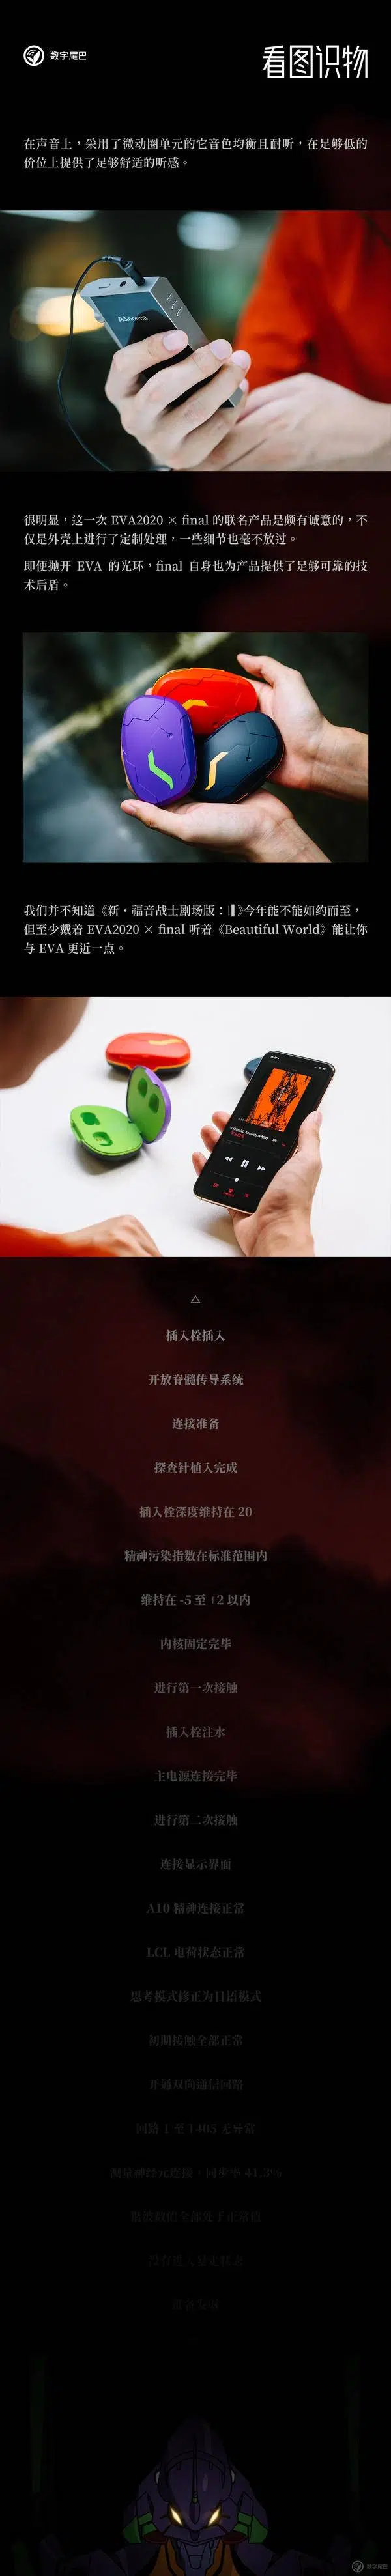 数字尾巴
看图识物
在声音上，采用了微动圈单元的它音色均衡且耐听，在足够低的
价位上提供了足够舒适的听感。
很明显，这一次 EVA2020 × final 的联名产品是颇有诚意的，不
仅是外壳上进行了定制处理，一些细节也毫不放过。
即便抛开 EVA 的光环，final 自身也为产品提供了足够可靠的技
术后盾。
我们并不知道《新・福音战士剧场版：𝄇》今年能不能如约而至，
但至少戴着 EVA2020 × final 听着《Beautiful World》能让你
与 EVA 更近一点。
△
插入栓插入
开放脊髓传导系统
连接准备
探查针植入完成
插入栓深度维持在 20
精神污染指数在标准范围内
维持在 -5 至 +2 以内
内核固定完毕
进行第一次接触
插入栓注水
主电源连接完毕
进行第二次接触
连接显示界面
A10 精神连接正常
LCL 电荷状态正常
思考模式修正为日语模式
初期接触全部正常
开通双向通信回路
回路 1 至 1405 无异常
测量神经元连接，同步率 41.3%
谐波数值全部处于正常值
数字尾巴